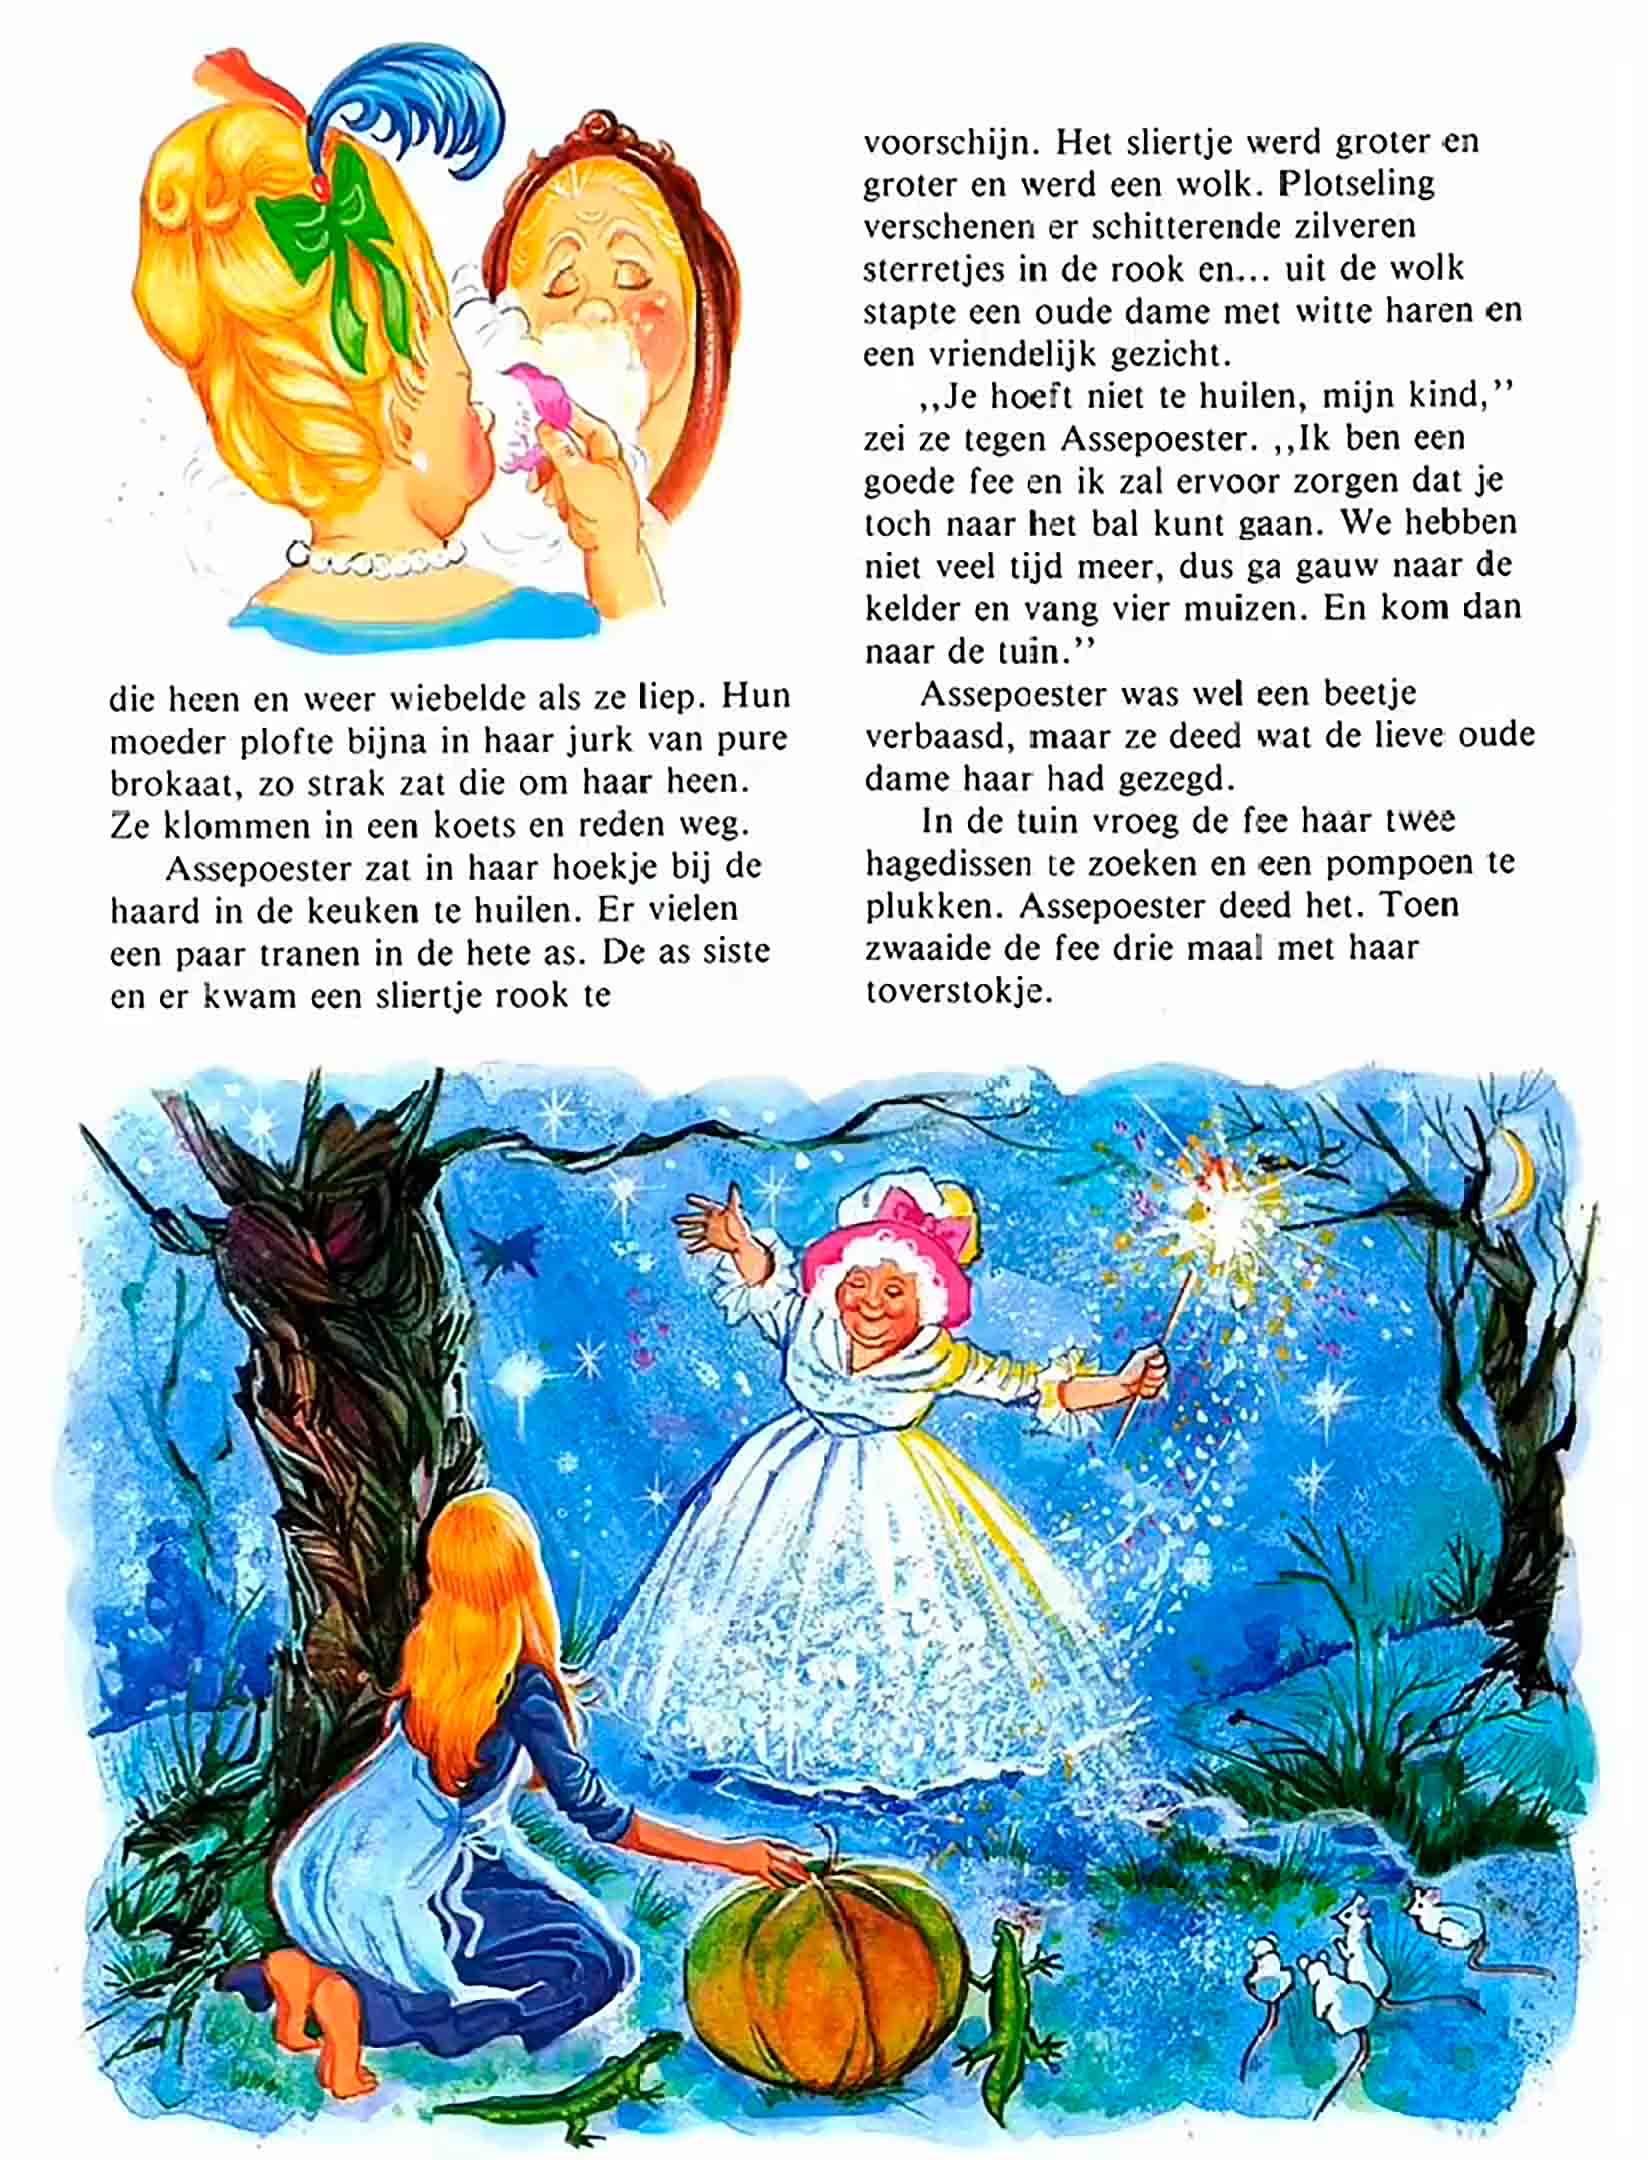 die heen en weer wiebelde als ze liep. Hun
moeder plofte bijna in haar jurk van pure
brokaat, zo strak zat die om haar heen.
Ze klommen in een koets en reden weg.
Assepoester zat in haar hoekje bij de
haard in de keuken te huilen. Er vielen
een paar tranen in de hete as. De as siste
en er kwam een sliertje rook te
voorschijn. Het sliertje werd groter en
groter en werd een wolk. Plotseling
verschenen er schitterende zilveren
sterretjes in de rook en... uit de wolk
stapte een oude dame met witte haren en
een vriendelijk gezicht.
,,Je hoeft niet te huilen, mijn kind,’’
zei ze tegen Assepoester. ,,Ik ben een
goede fee en ik zal ervoor zorgen dat je
toch naar het bal kunt gaan. We hebben
niet veel tijd meer, dus ga gauw naar de
kelder en vang vier muizen. En kom dan
naar de tuin.’’
Assepoester was wel een beetje
verbaasd, maar ze deed wat de lieve oude
dame haar had gezegd.
In de tuin vroeg de fee haar twee
hagedissen te zoeken en een pompoen te
plukken. Assepoester deed het. Toen
zwaaide de fee drie maal met haar
toverstokje.